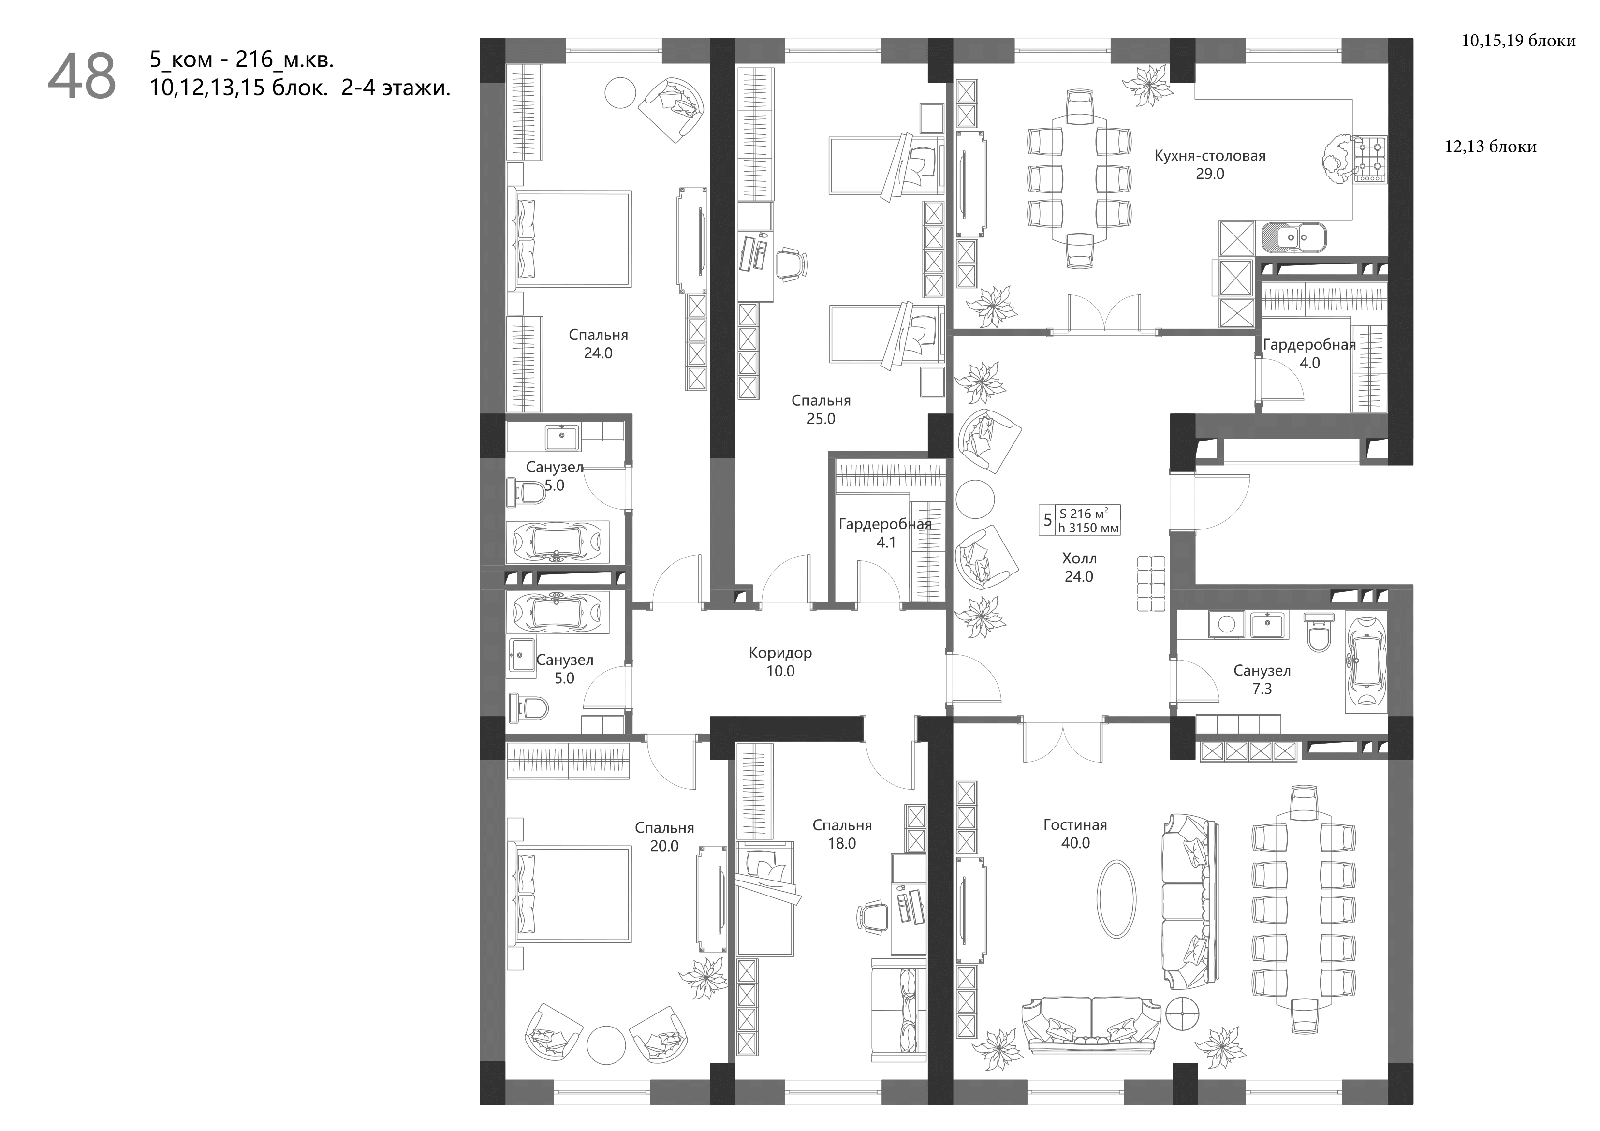 48
5_ком - 216_м.кв.
10,12,13,15 блок. 2-4 этажи.
10,15,19 блоки
12,13 блоки
Кухня-столовая
29.0
Спальня
24.0
Гардеробная
4.0
Спальня
25.0
Санузел
5.0
Гардеробная
4.1
5
S 216 м²
h 3150 мм
Холл
24.0
Санузел
5.0
Коридор
10.0
Санузел
7.3
Спальня
20.0
Спальня
18.0
Гостиная
40.0